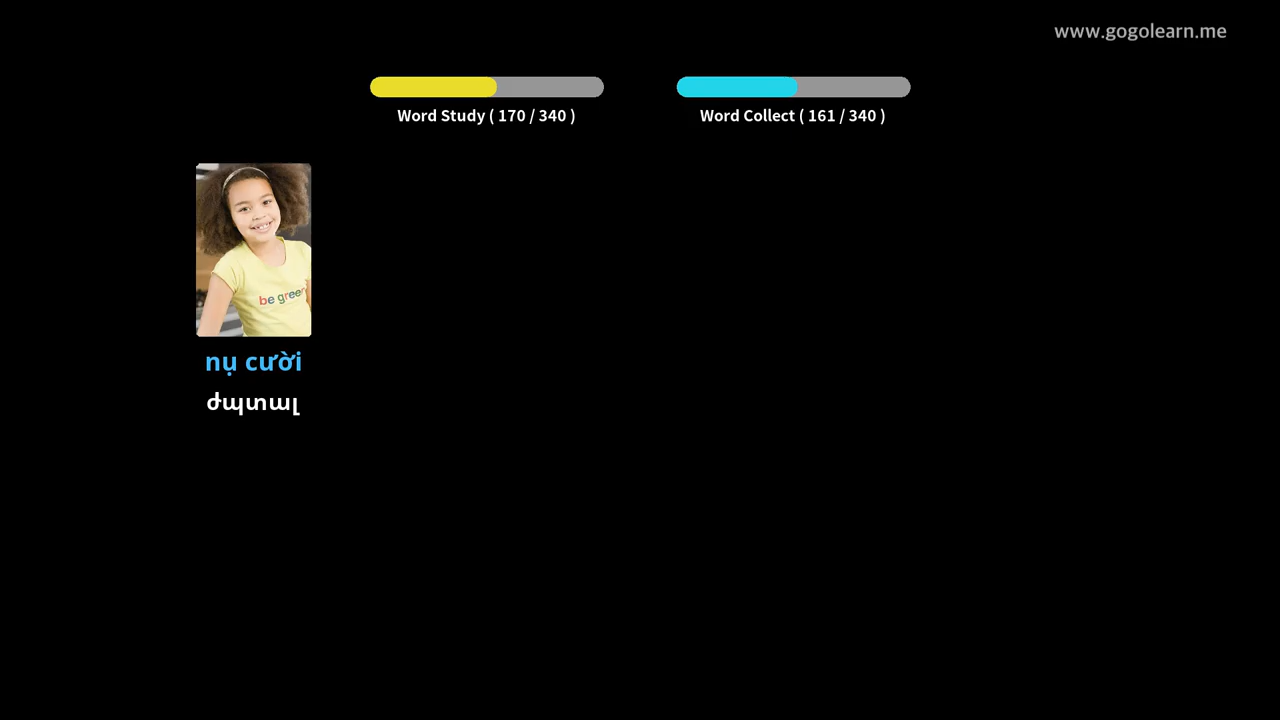 www.gogolearn.me
Word Study ( 170 / 340 )
Word Collect ( 161 / 340 )
be green
nụ cười
ժպտալ